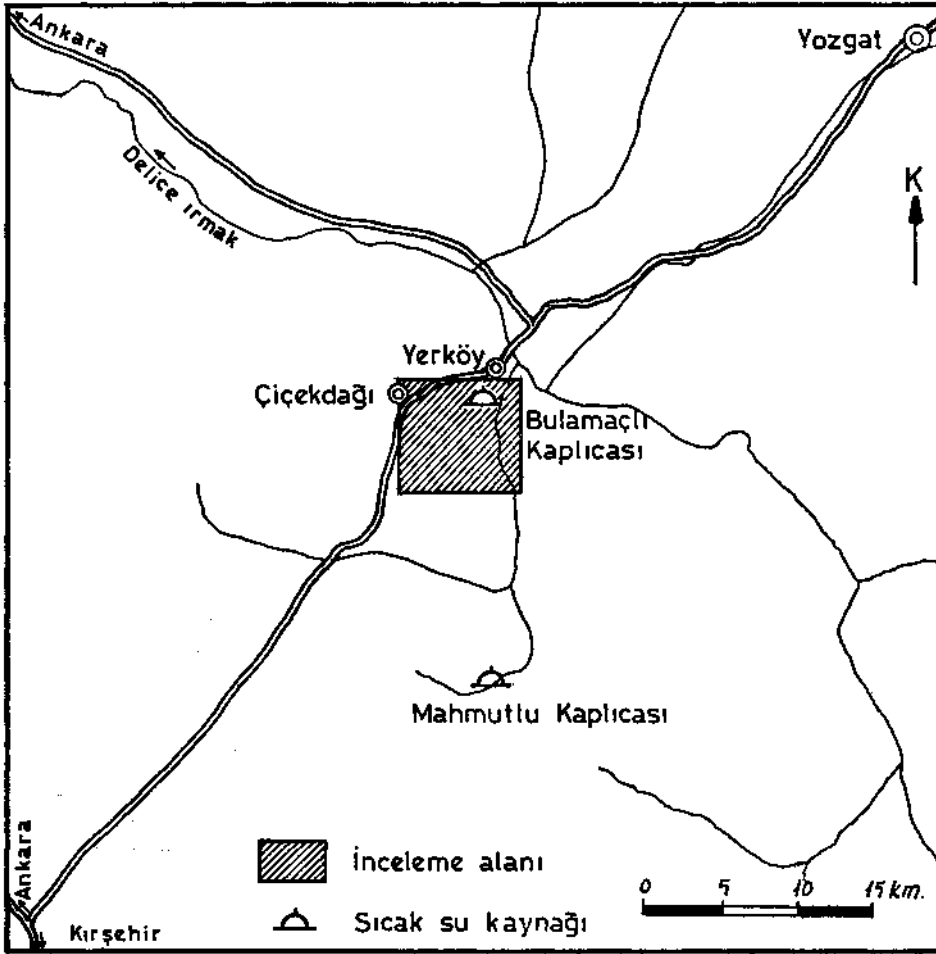 Ankara
Yozgat
Delice ırmak
K
Yerköy
Çiçekdağı
Bulamaçlı
Kaplıcası
Mahmutlu Kaplıcası
Ankara
İnceleme alanı
0 5 10 15 km.
Sıcak su kaynağı
Kırşehir